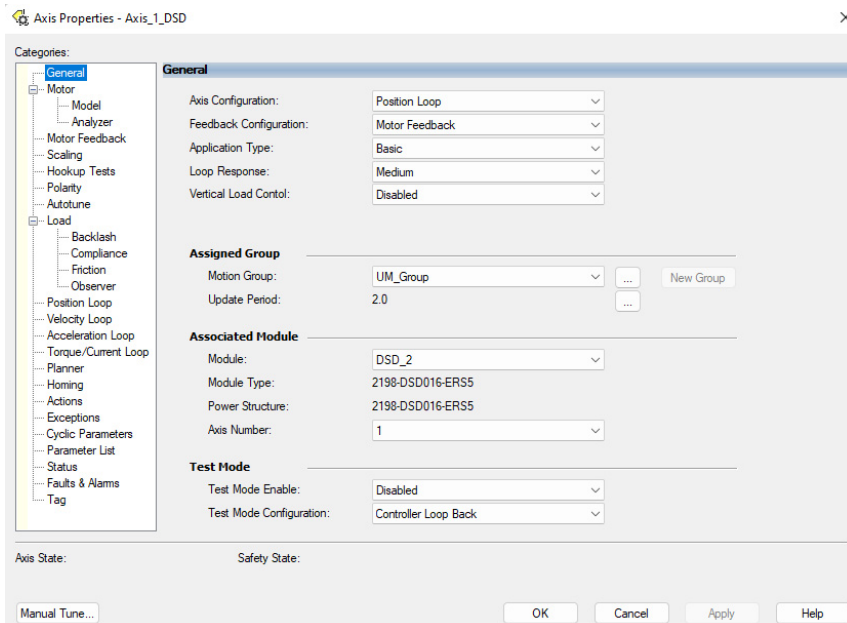 Axis Properties - Axis_1_DSD
Categories:
General
Motor
Model
Analyzer
Motor Feedback
Scaling
Hookup Tests
Polarity
Autotune
Load
Backlash
Compliance
Friction
Observer
Position Loop
Velocity Loop
Acceleration Loop
Torque/Current Loop
Planner
Homing
Actions
Exceptions
Cyclic Parameters
Parameter List
Status
Faults & Alarms
Tag
General
Axis Configuration: Position Loop
Feedback Configuration: Motor Feedback
Application Type: Basic
Loop Response: Medium
Vertical Load Contol: Disabled
Assigned Group
Motion Group: UM_Group ... New Group
Update Period: 2.0 ...
Associated Module
Module: DSD_2
Module Type: 2198-DSD016-ERS5
Power Structure: 2198-DSD016-ERS5
Axis Number: 1
Test Mode
Test Mode Enable: Disabled
Test Mode Configuration: Controller Loop Back
Axis State: Safety State:
Manual Tune... OK Cancel Apply Help